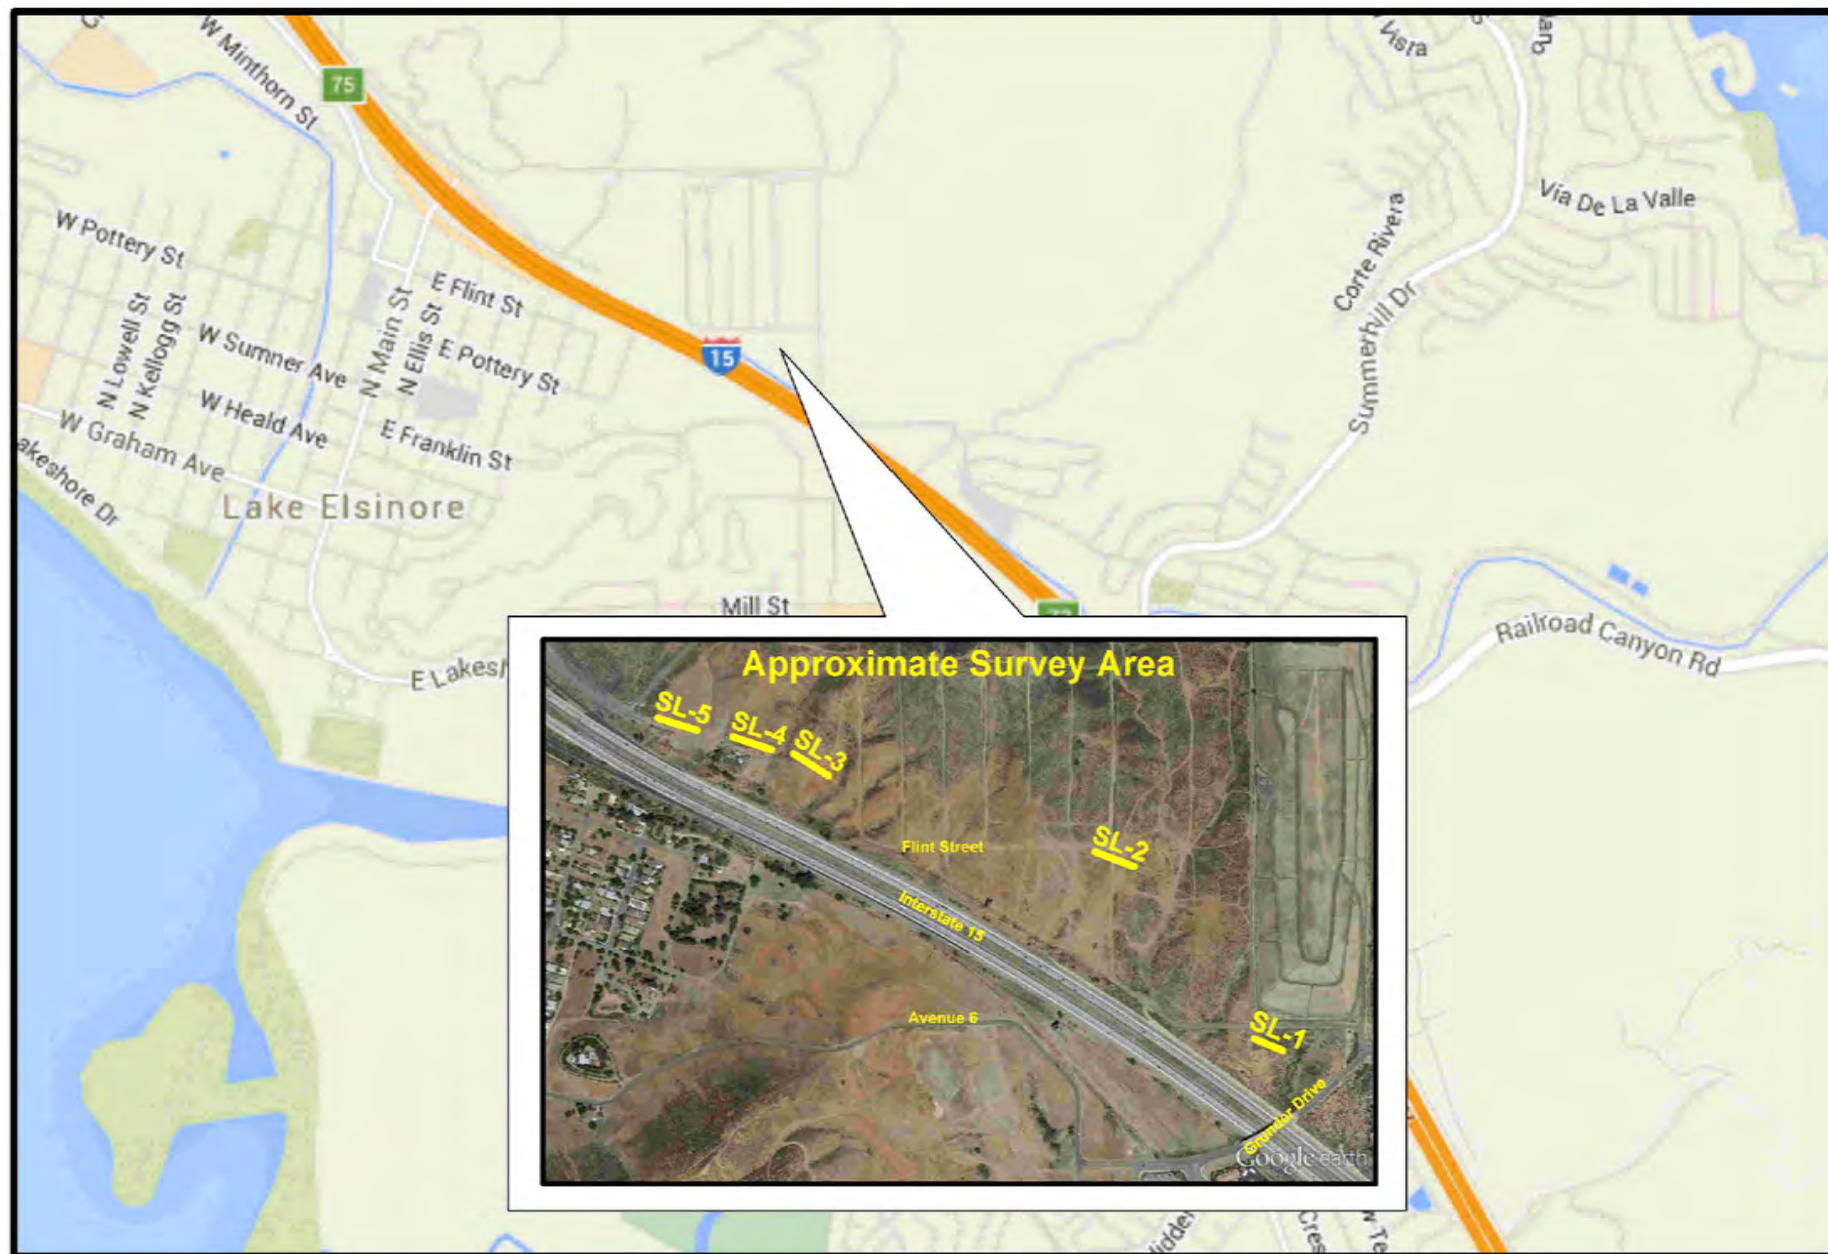 W Minthorn St
75
Vista
Via De La Valle
Corte Rivera
Summerhill Dr
W Pottery St
E Flint St
N Lowell St
N Kellogg St
W Sumner Ave
N Main St
N Ellis St
E Pottery St
15
W Heald Ave
E Franklin St
W Graham Ave
akeshore Dr
Lake Elsinore
Mill St
Railroad Canyon Rd
E Lakesh
Approximate Survey Area
SL-5
SL-4
SL-3
SL-2
Flint Street
Interstate 15
Avenue 6
SL-1
Grunder Drive
Google earth
Cres
w Te